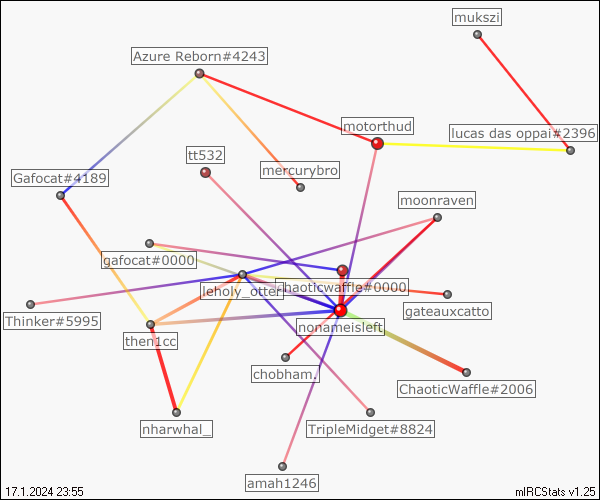 mukszi
Azure Reborn#4243
motorthud
lucas das oppai#2396
tt532
mercurybro
Gafocat#4189
moonraven
gafocat#0000
leholy_otter
chaoticwaffle#0000
Thinker#5995
gateauxcatto
nonameisleft
then1cc
chobham.
ChaoticWaffle#2006
nharwhal_
TripleMidget#8824
amah1246
17.1.2024 23:55
mIRCStats v1.25